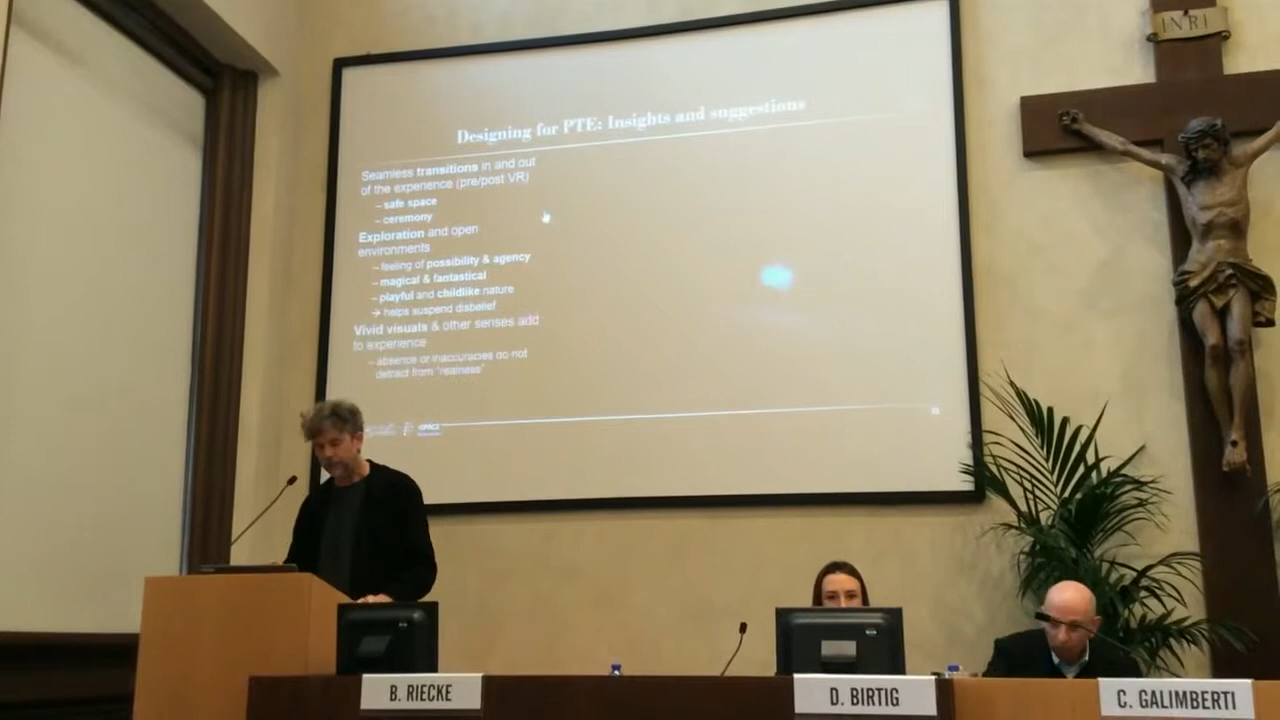 INRI
Designing for PTE: Insights and suggestions
Seamless transitions in and out
of the experience (pre/post VR)
– safe space
– ceremony
Exploration and open
environments
– feeling of possibility & agency
– magical & fantastical
– playful and childlike nature
→ helps suspend disbelief
Vivid visuals & other senses add
to experience
– absence or inaccuracies do not
detract from "realness"
B. RIECKE
D. BIRTIG
C. GALIMBERTI